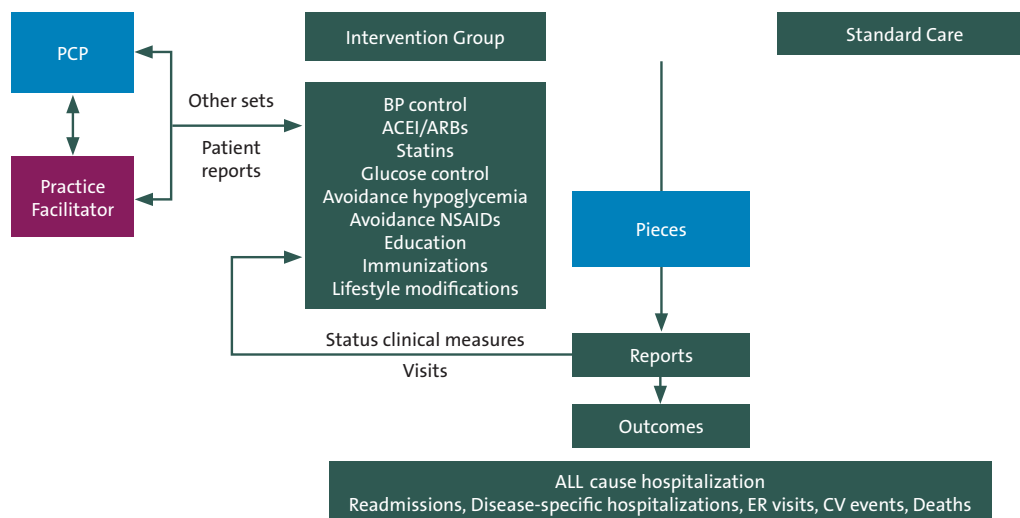 PCP
Practice
Facilitator
Other sets
Patient
reports
Intervention Group
Standard Care
BP control
ACEI/ARBs
Statins
Glucose control
Avoidance hypoglycemia
Avoidance NSAIDs
Education
Immunizations
Lifestyle modifications
Pieces
Status clinical measures
Visits
Reports
Outcomes
ALL cause hospitalization
Readmissions, Disease-specific hospitalizations, ER visits, CV events, Deaths